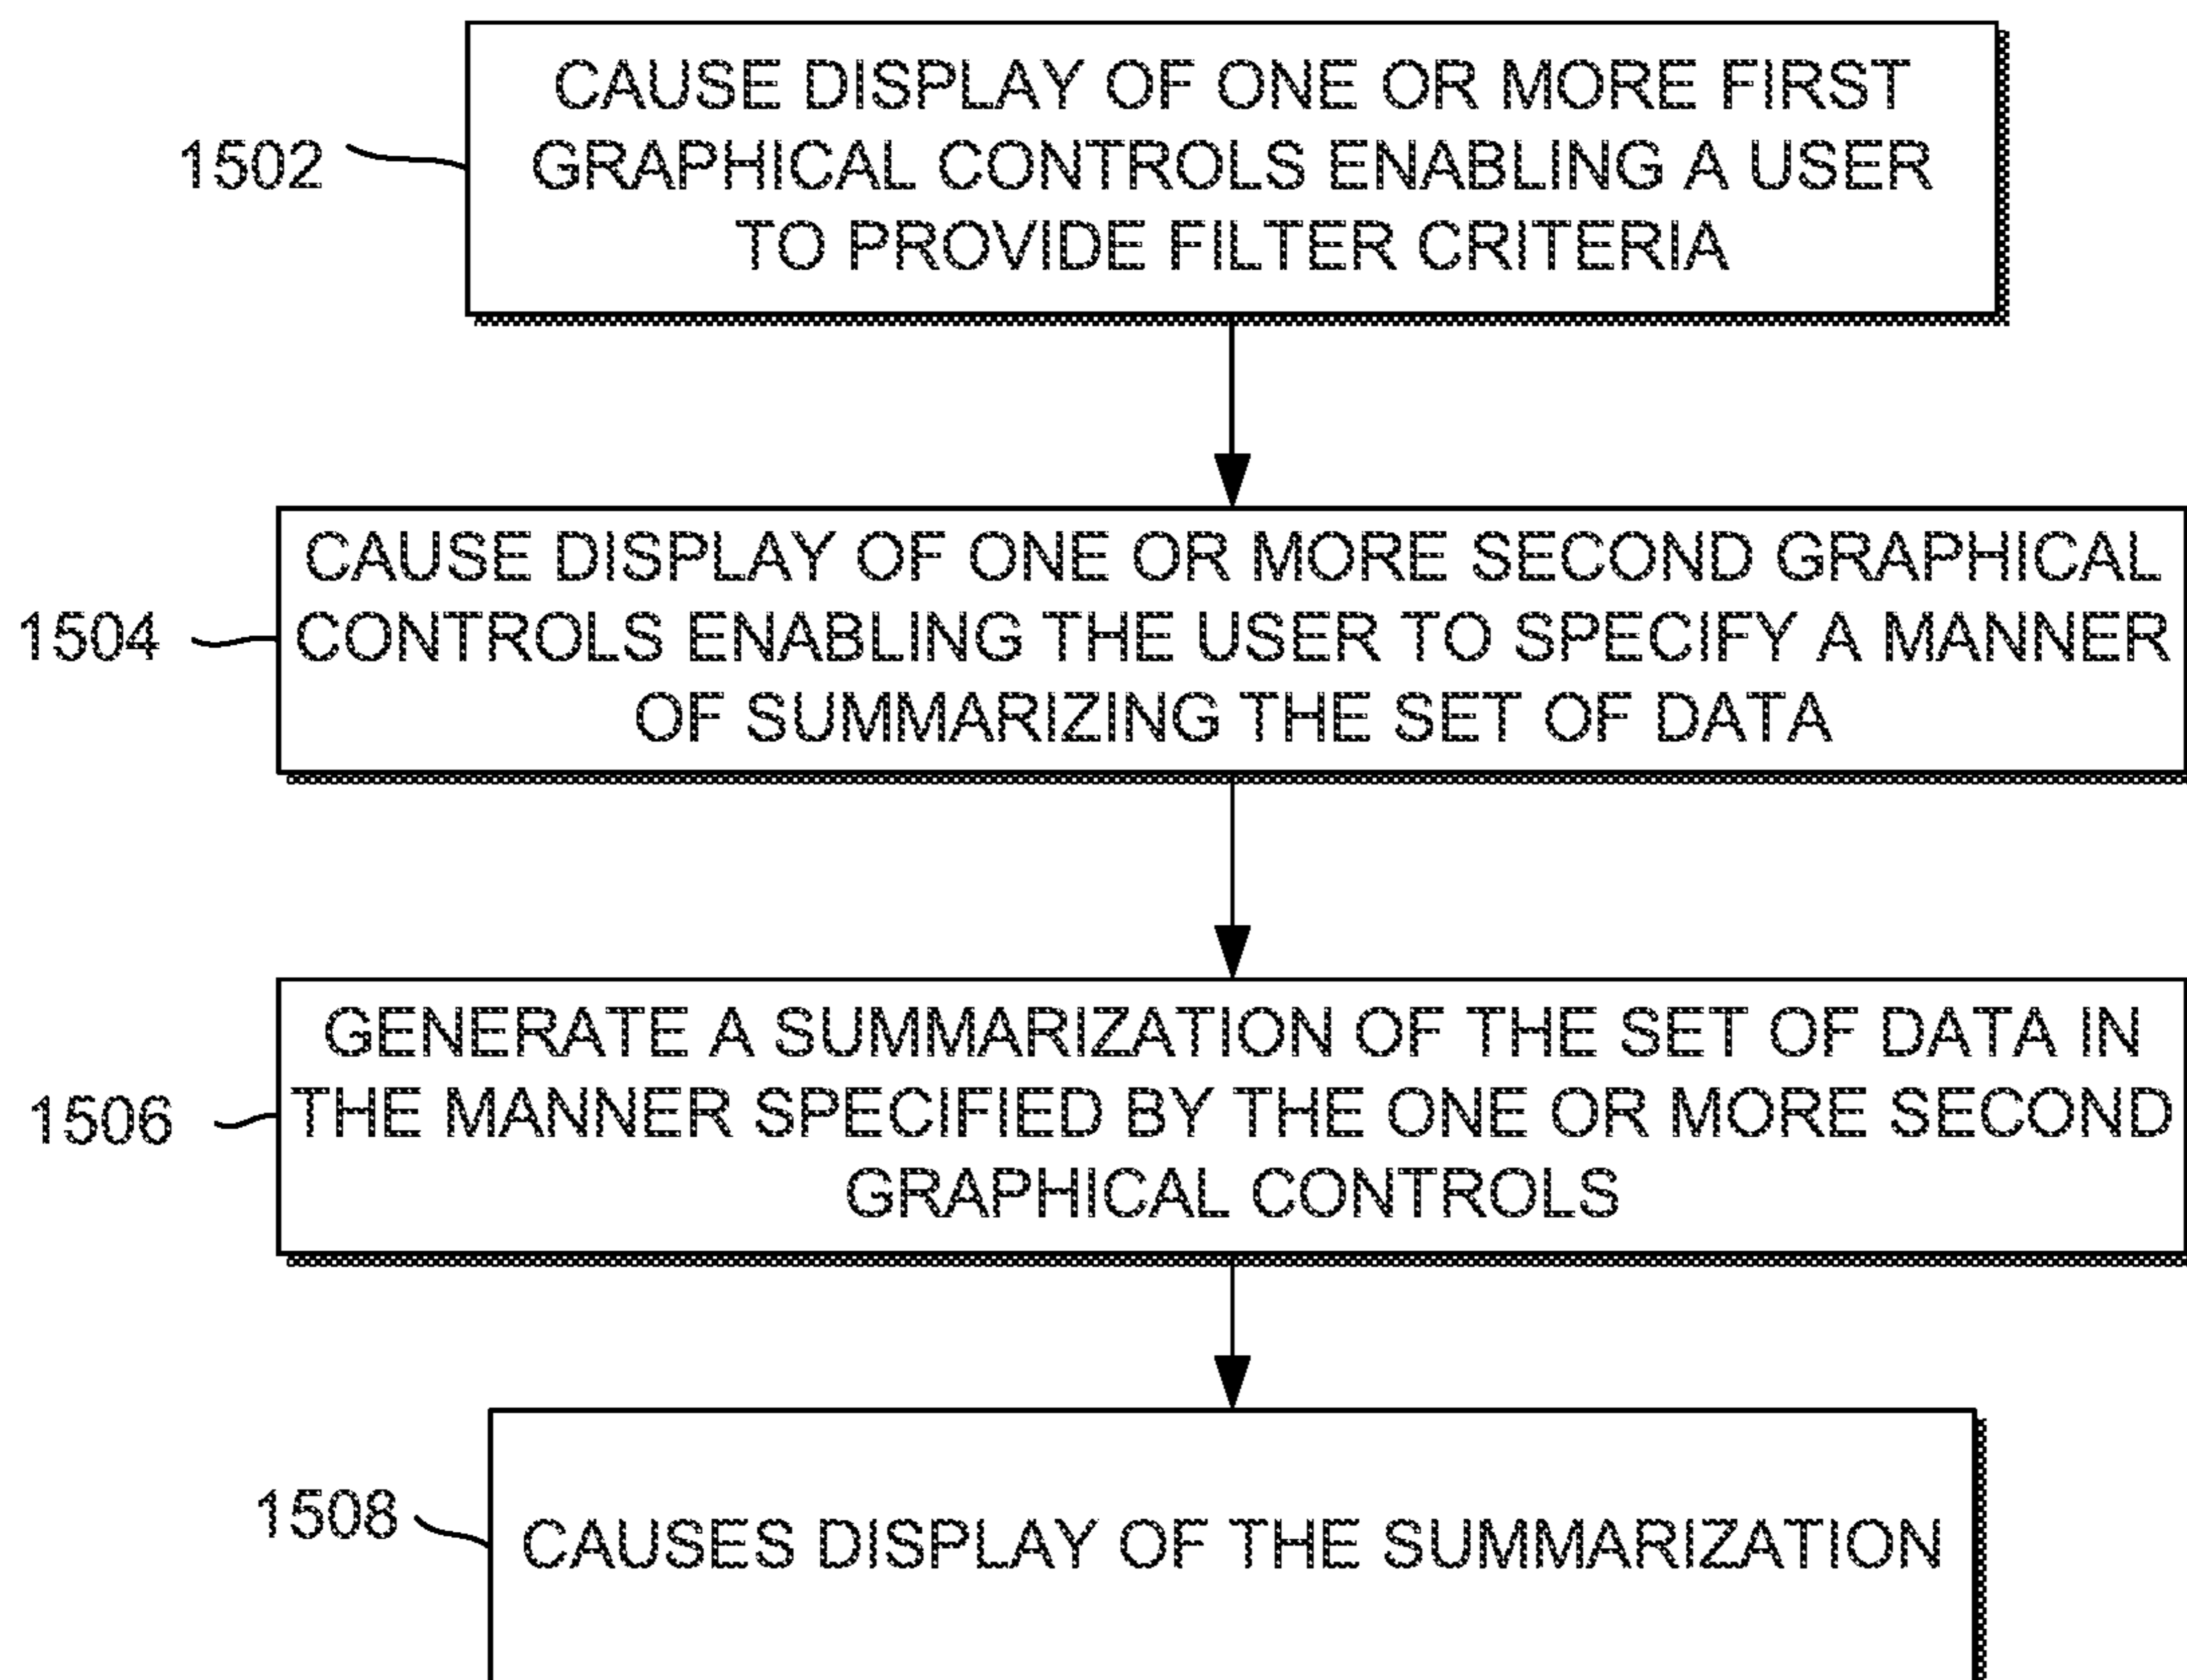 CAUSE DISPLAY OF ONE OR MORE FIRST
1502
GRAPHICAL CONTROLS ENABLING A USER
TO PROVIDE FILTER CRITERIA
CAUSE DISPLAY OF ONE OR MORE SECOND GRAPHICAL
1504
CONTROLS ENABLING THE USER TO SPECIFY A MANNER
OF SUMMARIZING THE SET OF DATA
GENERATE A SUMMARIZATION OF THE SET OF DATA IN
1506
THE MANNER SPECIFIED BY THE ONE OR MORE SECOND
GRAPHICAL CONTROLS
1508
CAUSES DISPLAY OF THE SUMMARIZATION